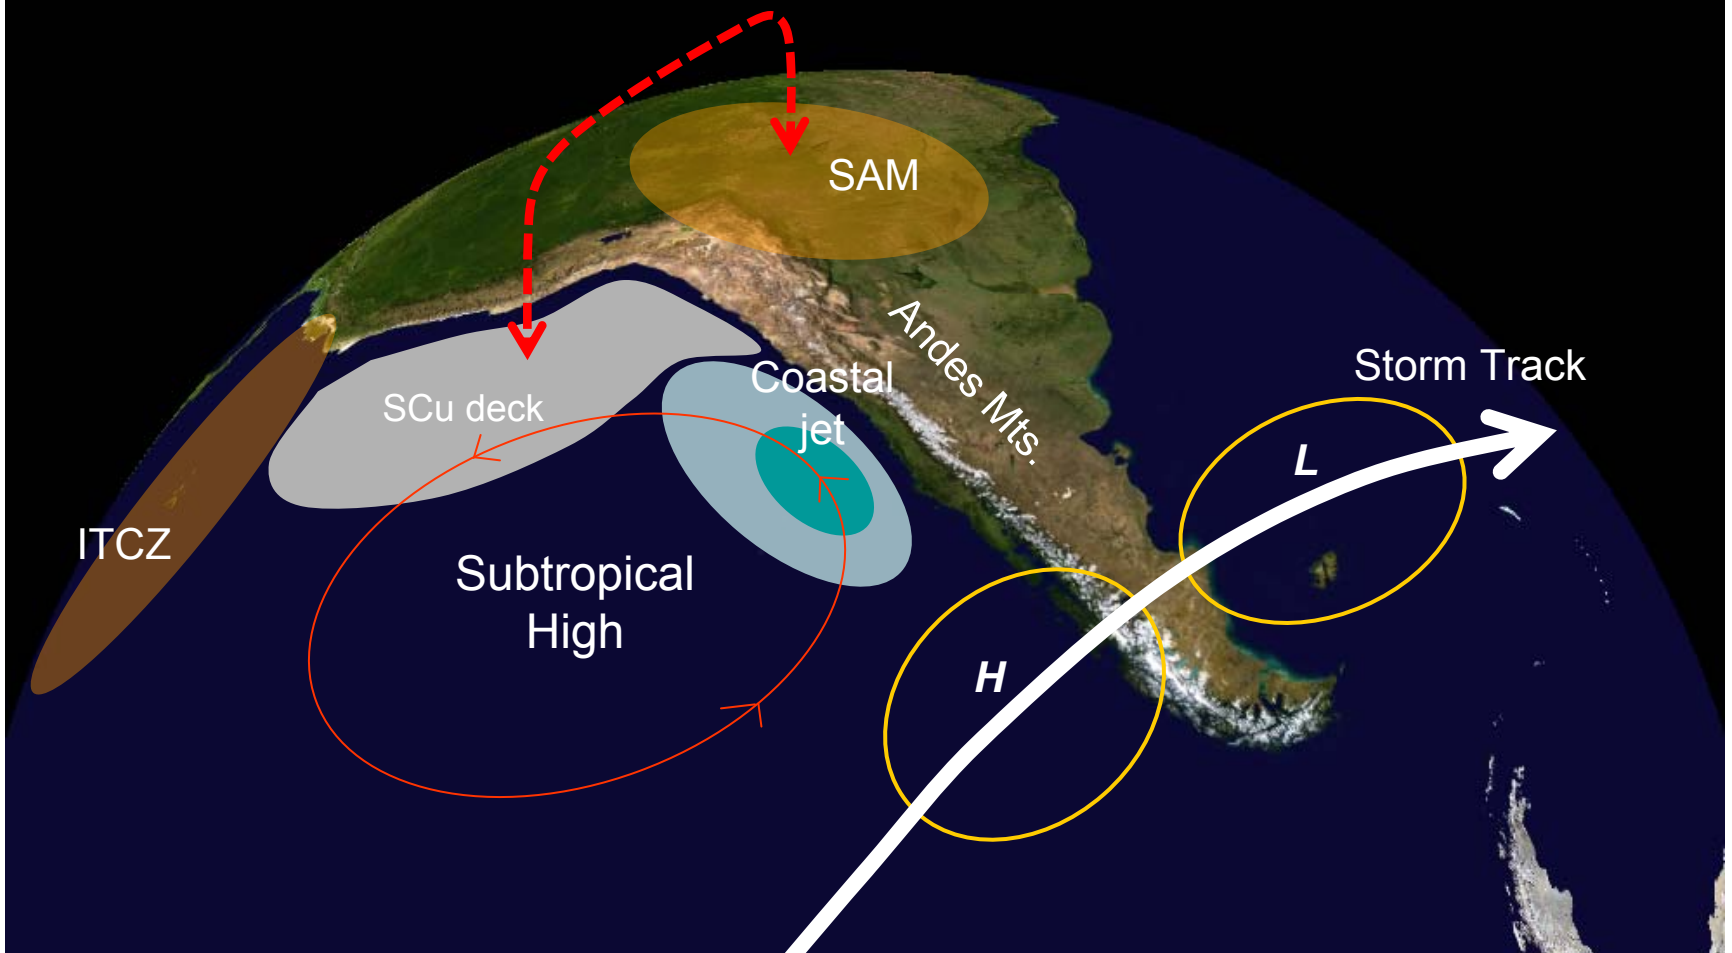 SAM
Andes Mts.
Storm Track
Coastal
jet
SCu deck
L
ITCZ
Subtropical
High
H